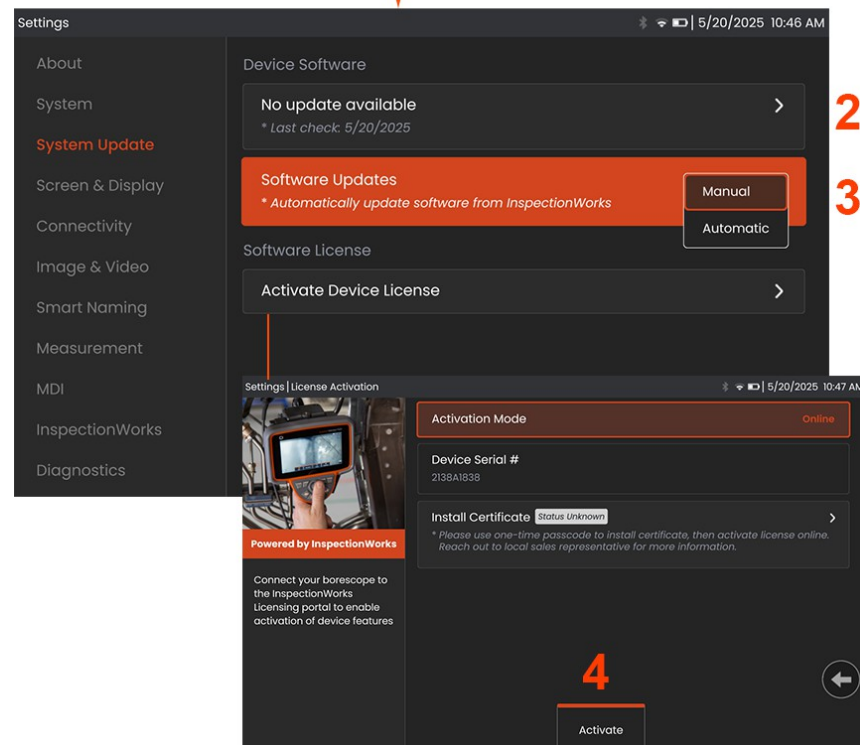 Settings
5/20/2025 10:46 AM
About
System
System Update
Screen & Display
Connectivity
Image & Video
Smart Naming
Measurement
MDI
InspectionWorks
Diagnostics
Device Software
No update available
* Last check: 5/20/2025
2
Software Updates
* Automatically update software from InspectionWorks
Manual
Automatic
3
Software License
Activate Device License
Settings | License Activation
5/20/2025 10:47 AM
Powered by InspectionWorks
Connect your borescope to
the InspectionWorks
Licensing portal to enable
activation of device features
Activation Mode
Online
Device Serial #
2138A1838
Install Certificate Status Unknown
* Please use one-time passcode to install certificate, then activate license online.
Reach out to local sales representative for more information.
4
Activate